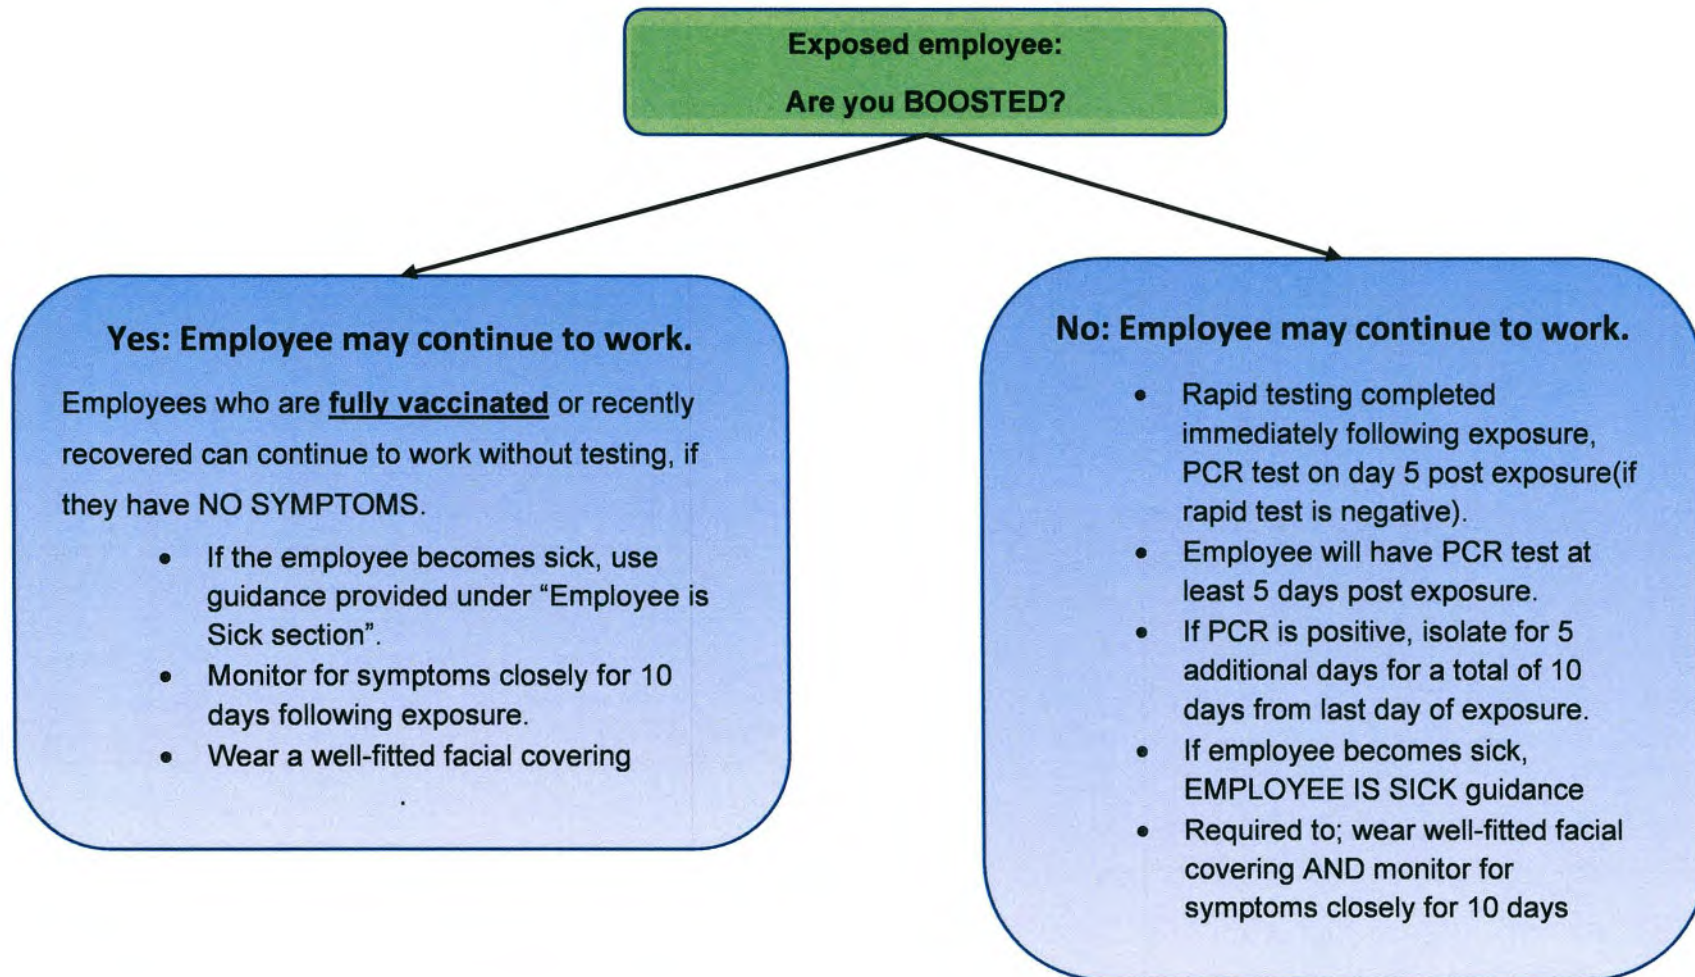 Exposed employee:
Are you BOOSTED?
Yes: Employee may continue to work.
Employees who are fully vaccinated or recently
recovered can continue to work without testing, if
they have NO SYMPTOMS.
• If the employee becomes sick, use
guidance provided under “Employee is
Sick section”.
• Monitor for symptoms closely for 10
days following exposure.
• Wear a well-fitted facial covering
.
No: Employee may continue to work.
• Rapid testing completed
immediately following exposure,
PCR test on day 5 post exposure(if
rapid test is negative).
• Employee will have PCR test at
least 5 days post exposure.
• If PCR is positive, isolate for 5
additional days for a total of 10
days from last day of exposure.
• If employee becomes sick,
EMPLOYEE IS SICK guidance
• Required to; wear well-fitted facial
covering AND monitor for
symptoms closely for 10 days